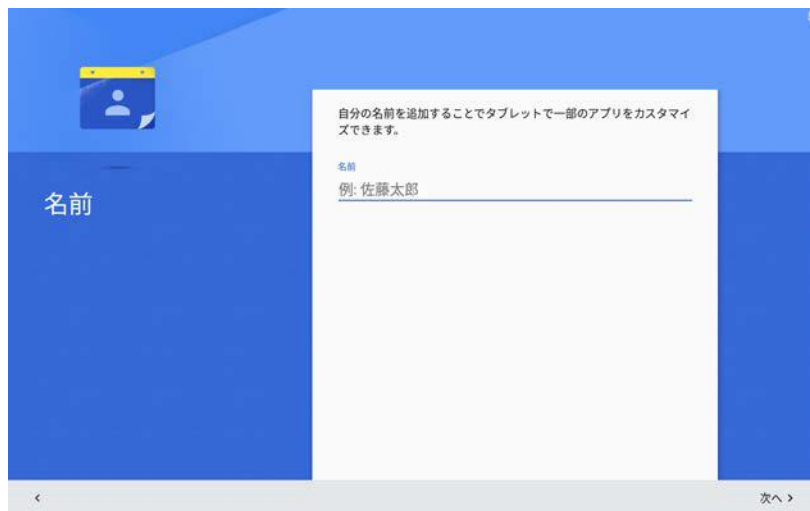 名前
自分の名前を追加することでタブレットで一部のアプリをカスタマイ
ズできます。
名前
例: 佐藤太郎
次へ